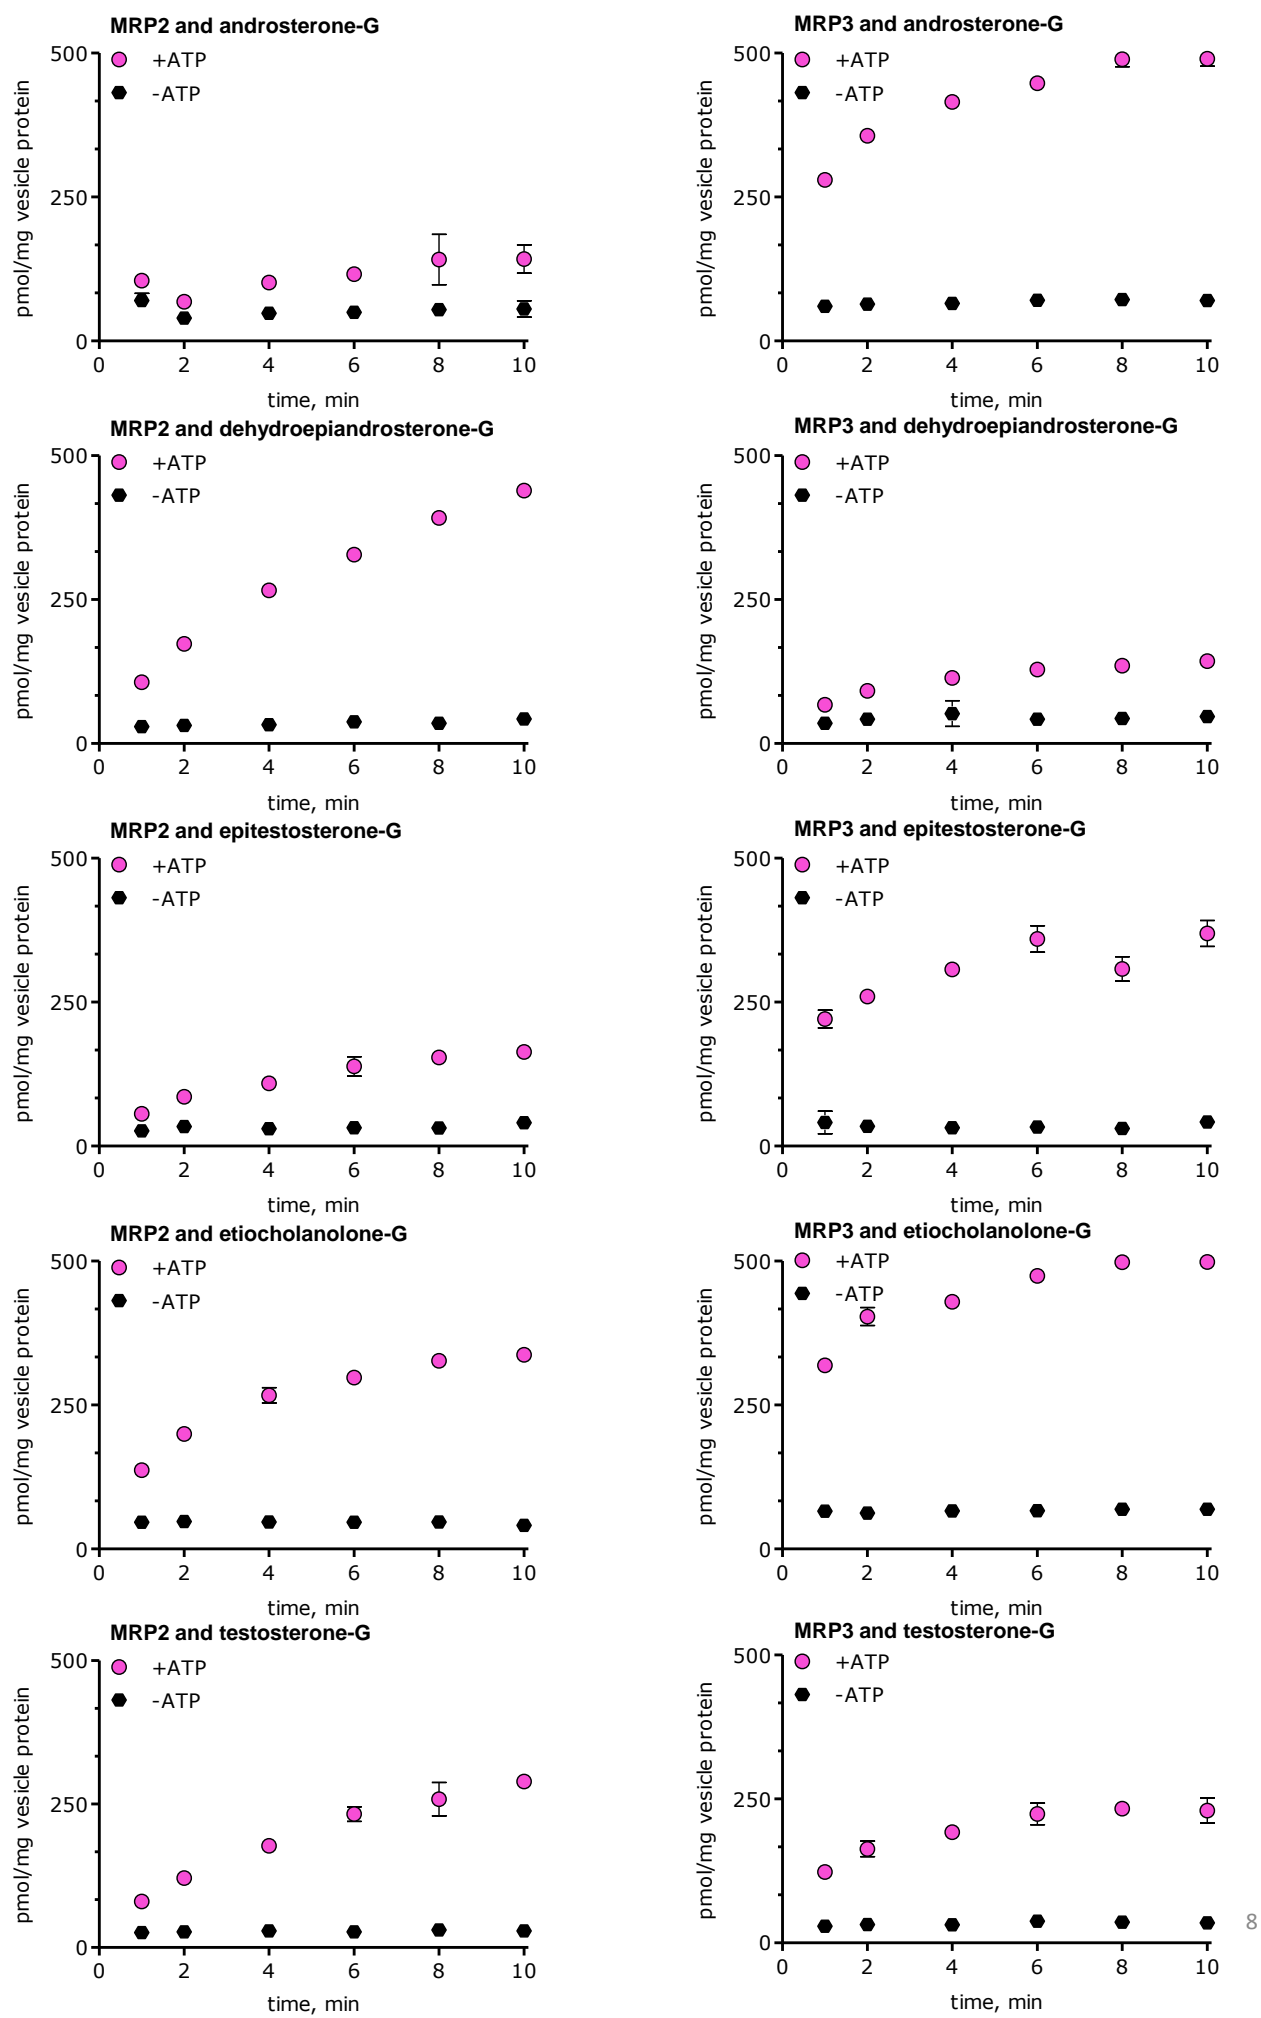 MRP2 and androsterone-G
+ATP
-ATP
pmol/mg vesicle protein
500
250
0
0 2 4 6 8 10
time, min
MRP3 and androsterone-G
+ATP
-ATP
pmol/mg vesicle protein
500
250
0
0 2 4 6 8 10
time, min
MRP2 and dehydroepiandrosterone-G
+ATP
-ATP
pmol/mg vesicle protein
500
250
0
0 2 4 6 8 10
time, min
MRP3 and dehydroepiandrosterone-G
+ATP
-ATP
pmol/mg vesicle protein
500
250
0
0 2 4 6 8 10
time, min
MRP2 and epitestosterone-G
+ATP
-ATP
pmol/mg vesicle protein
500
250
0
0 2 4 6 8 10
time, min
MRP3 and epitestosterone-G
+ATP
-ATP
pmol/mg vesicle protein
500
250
0
0 2 4 6 8 10
time, min
MRP2 and etiocholanolone-G
+ATP
-ATP
pmol/mg vesicle protein
500
250
0
0 2 4 6 8 10
time, min
MRP3 and etiocholanolone-G
+ATP
-ATP
pmol/mg vesicle protein
500
250
0
0 2 4 6 8 10
time, min
MRP2 and testosterone-G
+ATP
-ATP
pmol/mg vesicle protein
500
250
0
0 2 4 6 8 10
time, min
MRP3 and testosterone-G
+ATP
-ATP
pmol/mg vesicle protein
500
250
0
0 2 4 6 8 10
time, min
8